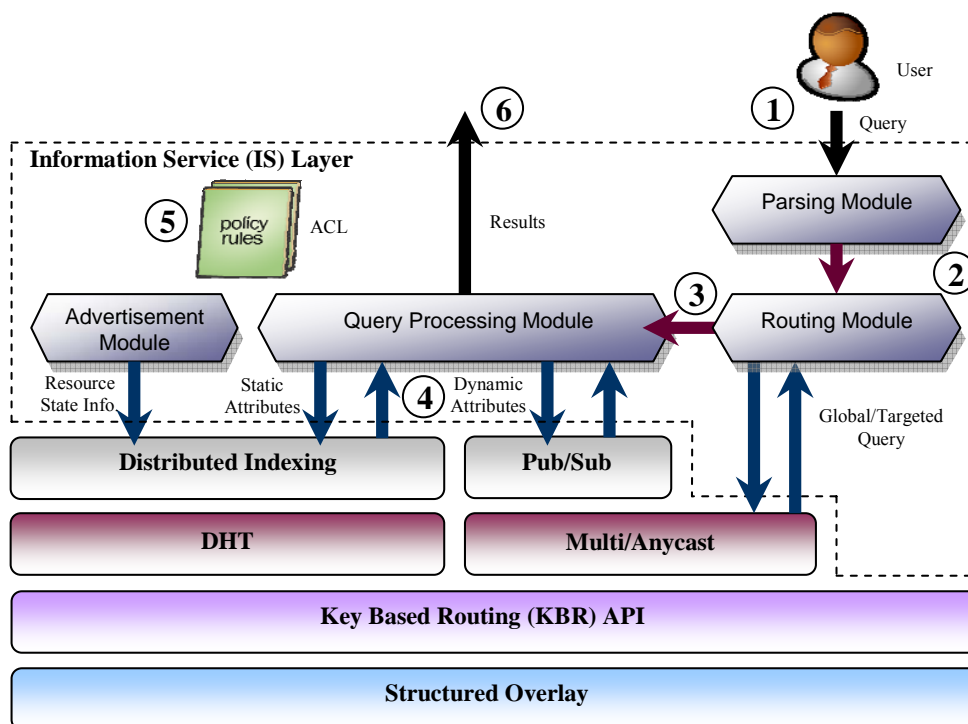 User
1
Query
6
Information Service (IS) Layer
5
policy
rules
ACL
Results
Parsing Module
2
3
Advertisement
Module
Query Processing Module
Routing Module
Resource
State Info
Static
Attributes
4
Dynamic
Attributes
Global/Targeted
Query
Distributed Indexing
Pub/Sub
DHT
Multi/Anycast
Key Based Routing (KBR) API
Structured Overlay